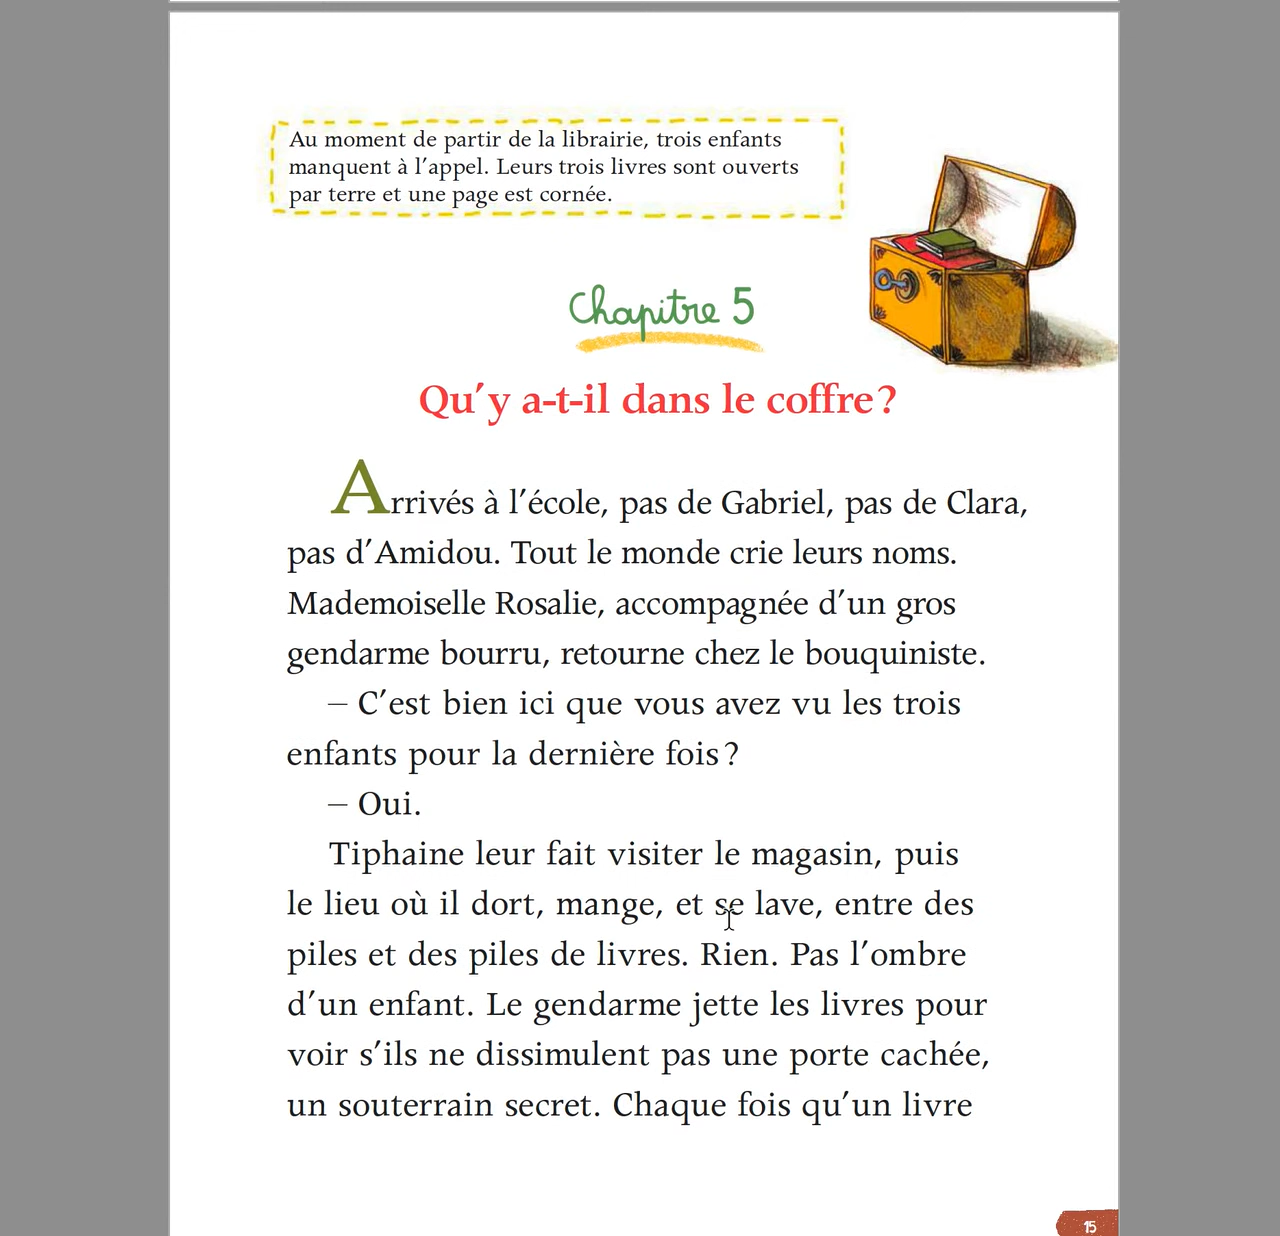 Au moment de partir de la librairie, trois enfants
manquent à l'appel. Leurs trois livres sont ouverts
par terre et une page est cornée.
Chapitre 5
Qu'y a-t-il dans le coffre ?
Arrivés à l'école, pas de Gabriel, pas de Clara,
pas d'Amidou. Tout le monde crie leurs noms.
Mademoiselle Rosalie, accompagnée d'un gros
gendarme bourru, retourne chez le bouquiniste.
– C'est bien ici que vous avez vu les trois
enfants pour la dernière fois ?
– Oui.
Tiphaine leur fait visiter le magasin, puis
le lieu où il dort, mange, et se lave, entre des
piles et des piles de livres. Rien. Pas l'ombre
d'un enfant. Le gendarme jette les livres pour
voir s'ils ne dissimulent pas une porte cachée,
un souterrain secret. Chaque fois qu'un livre
15